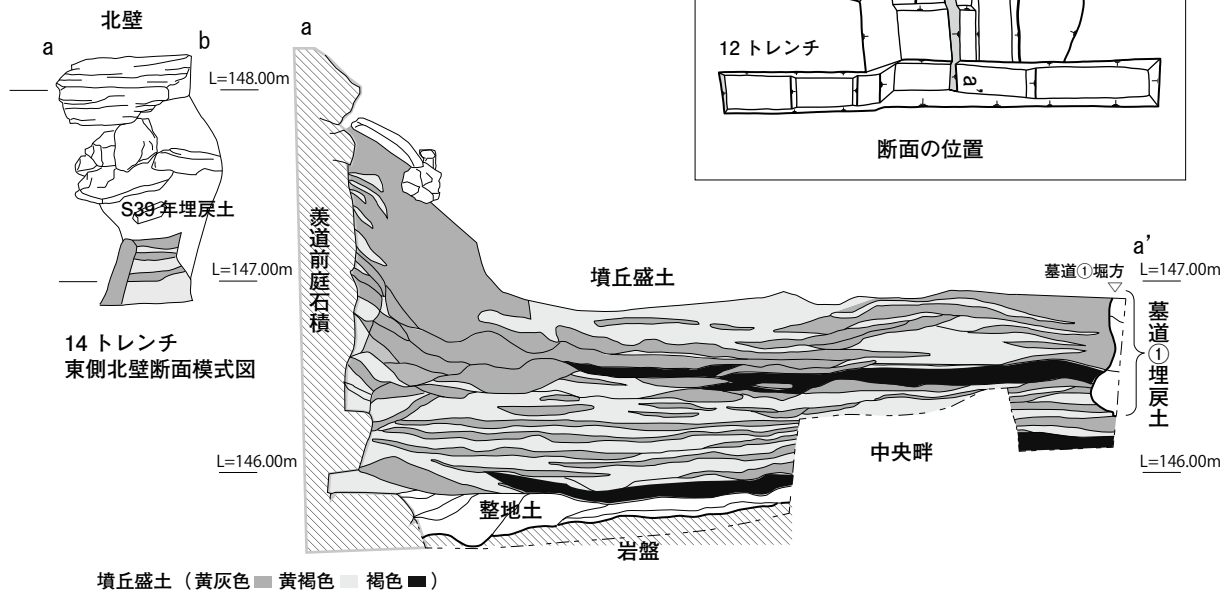 北壁
a
b
L=148.00m
S39年埋戻土
L=147.00m
14トレンチ
東側北壁断面模式図
a
羨道前庭石積
墳丘盛土
12トレンチ
a'
断面の位置
a'
墓道①堀方
L=147.00m
墓道①埋戻土
L=146.00m
中央畔
L=146.00m
整地土
岩盤
墳丘盛土（黄灰色 黄褐色 褐色）